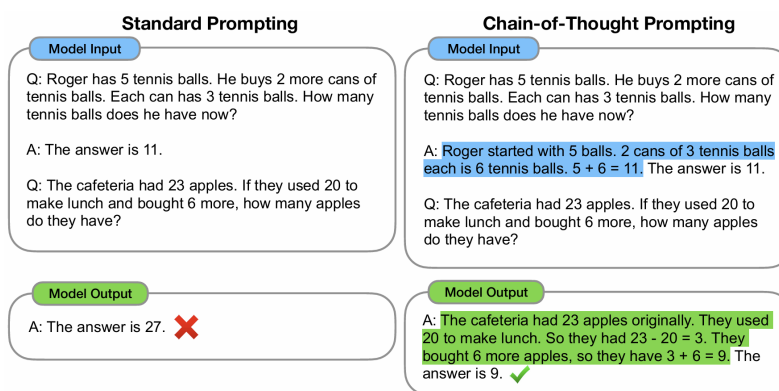 Standard Prompting
Model Input
Q: Roger has 5 tennis balls. He buys 2 more cans of
tennis balls. Each can has 3 tennis balls. How many
tennis balls does he have now?
A: The answer is 11.
Q: The cafeteria had 23 apples. If they used 20 to
make lunch and bought 6 more, how many apples
do they have?
Model Output
A: The answer is 27.
Chain-of-Thought Prompting
Model Input
Q: Roger has 5 tennis balls. He buys 2 more cans of
tennis balls. Each can has 3 tennis balls. How many
tennis balls does he have now?
A: Roger started with 5 balls. 2 cans of 3 tennis balls
each is 6 tennis balls. 5 + 6 = 11. The answer is 11.
Q: The cafeteria had 23 apples. If they used 20 to
make lunch and bought 6 more, how many apples
do they have?
Model Output
A: The cafeteria had 23 apples originally. They used
20 to make lunch. So they had 23 - 20 = 3. They
bought 6 more apples, so they have 3 + 6 = 9. The
answer is 9.